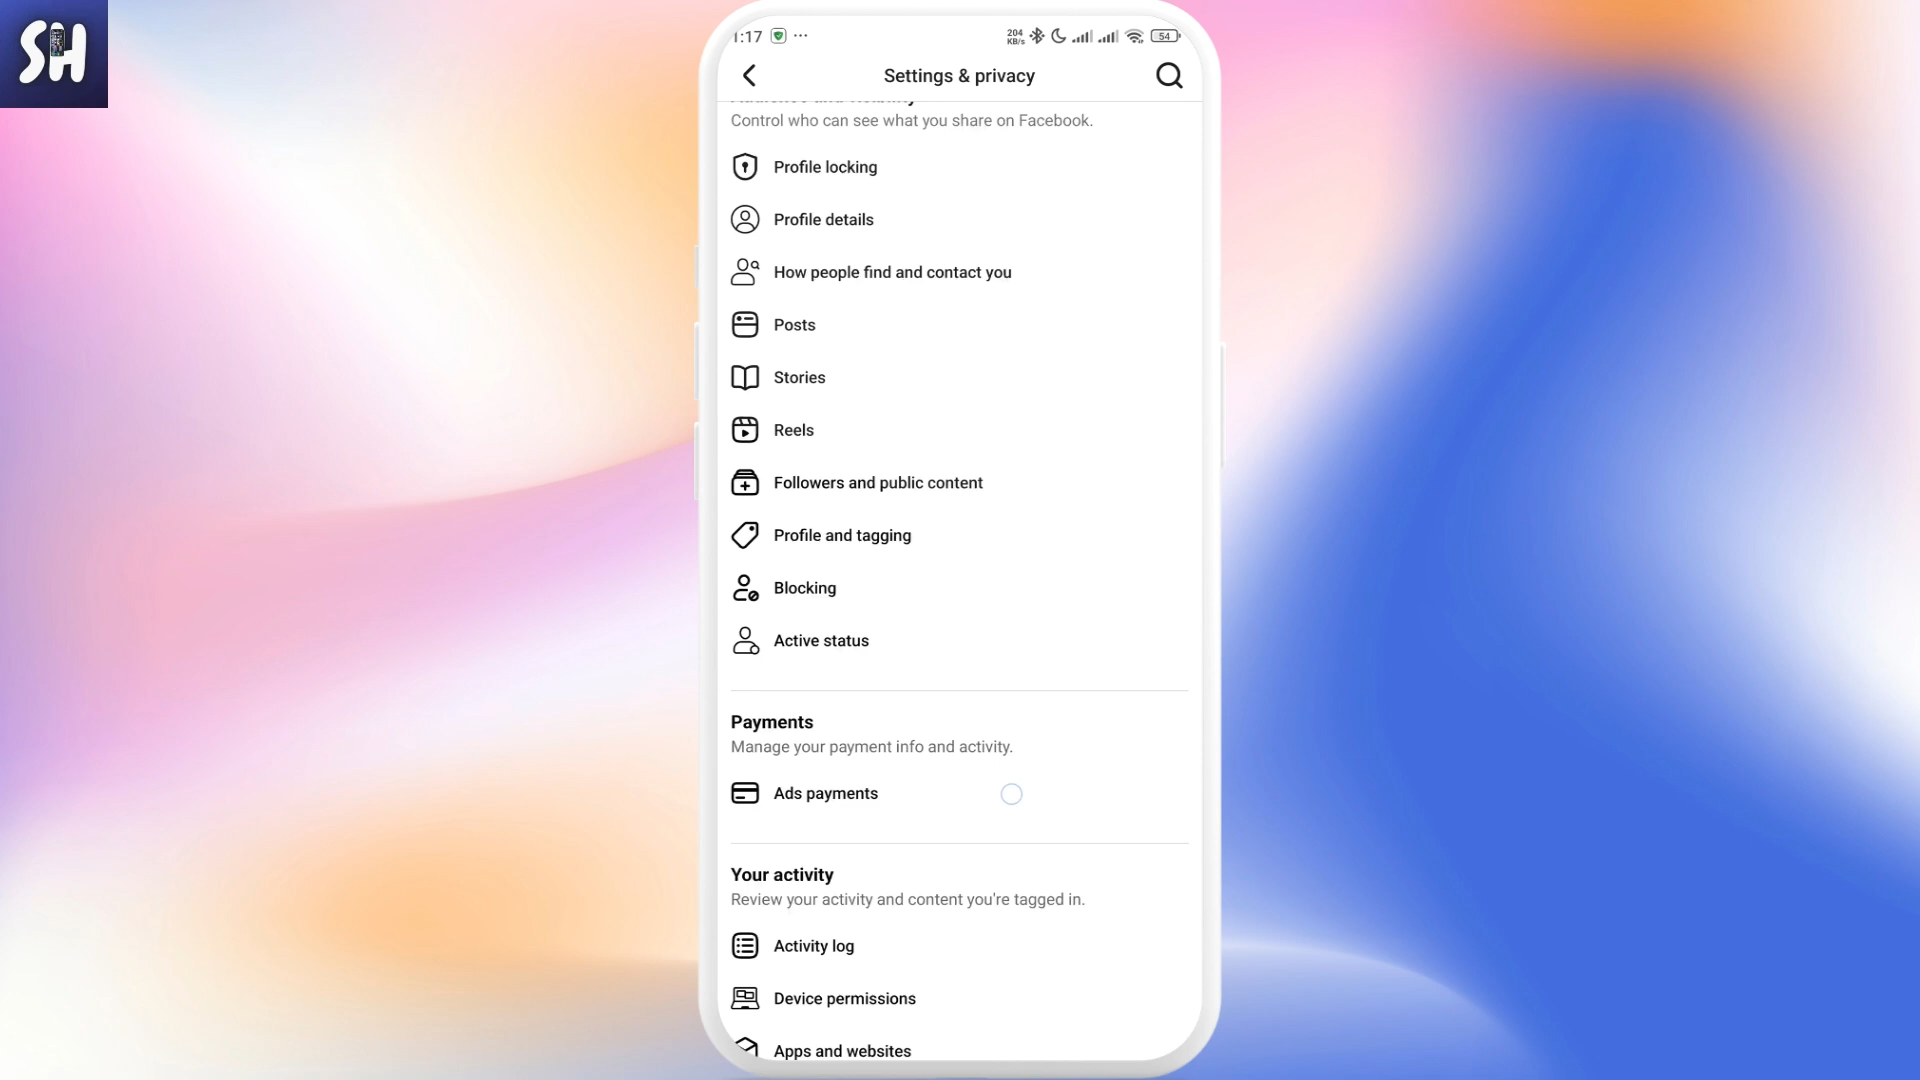 SH
1:17 ...
204
KB/s
54
Settings & privacy
Control who can see what you share on Facebook.
Profile locking
Profile details
How people find and contact you
Posts
Stories
Reels
Followers and public content
Profile and tagging
Blocking
Active status
Payments
Manage your payment info and activity.
Ads payments
Your activity
Review your activity and content you're tagged in.
Activity log
Device permissions
Apps and websites